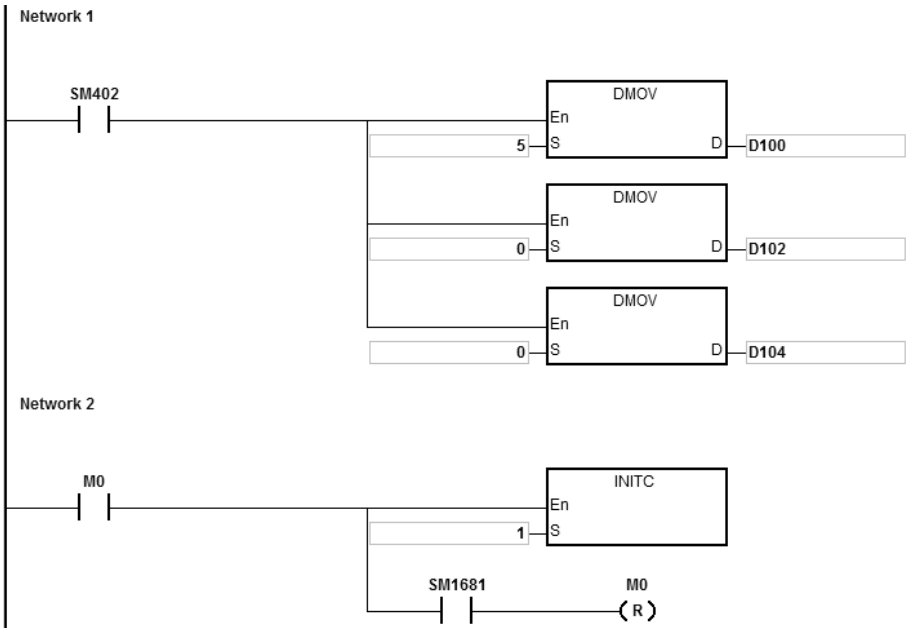 Network 1
SM402
DMOV
En
5 S D D100
DMOV
En
0 S D D102
DMOV
En
0 S D D104
Network 2
M0
INITC
En
1 S
SM1681 M0
( R )